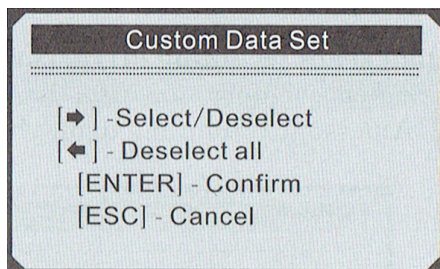 Custom Data Set
[➡] -Select/Deselect
[⬅] - Deselect all
[ENTER] - Confirm
[ESC] - Cancel